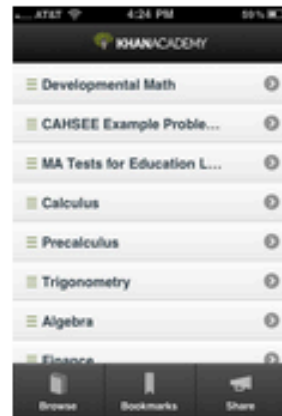 AT&T 4:24 PM
KHANACADEMY
Developmental Math
CAHSEE Example Proble...
MA Tests for Education L...
Calculus
Precalculus
Trigonometry
Algebra
Finance
Browse Bookmarks Share